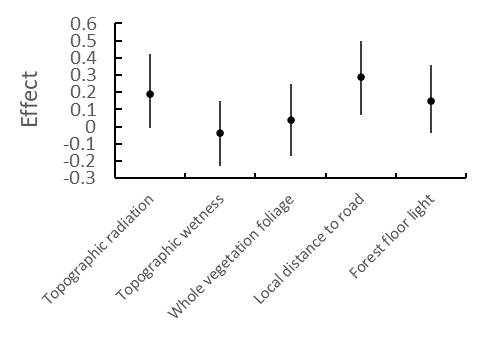 0.6
0.5
0.4
0.3
0.2
0.1
0
-0.1
-0.2
-0.3
Effect
Topographic radiation
Topographic wetness
Whole vegetation foliage
Local distance to road
Forest floor light